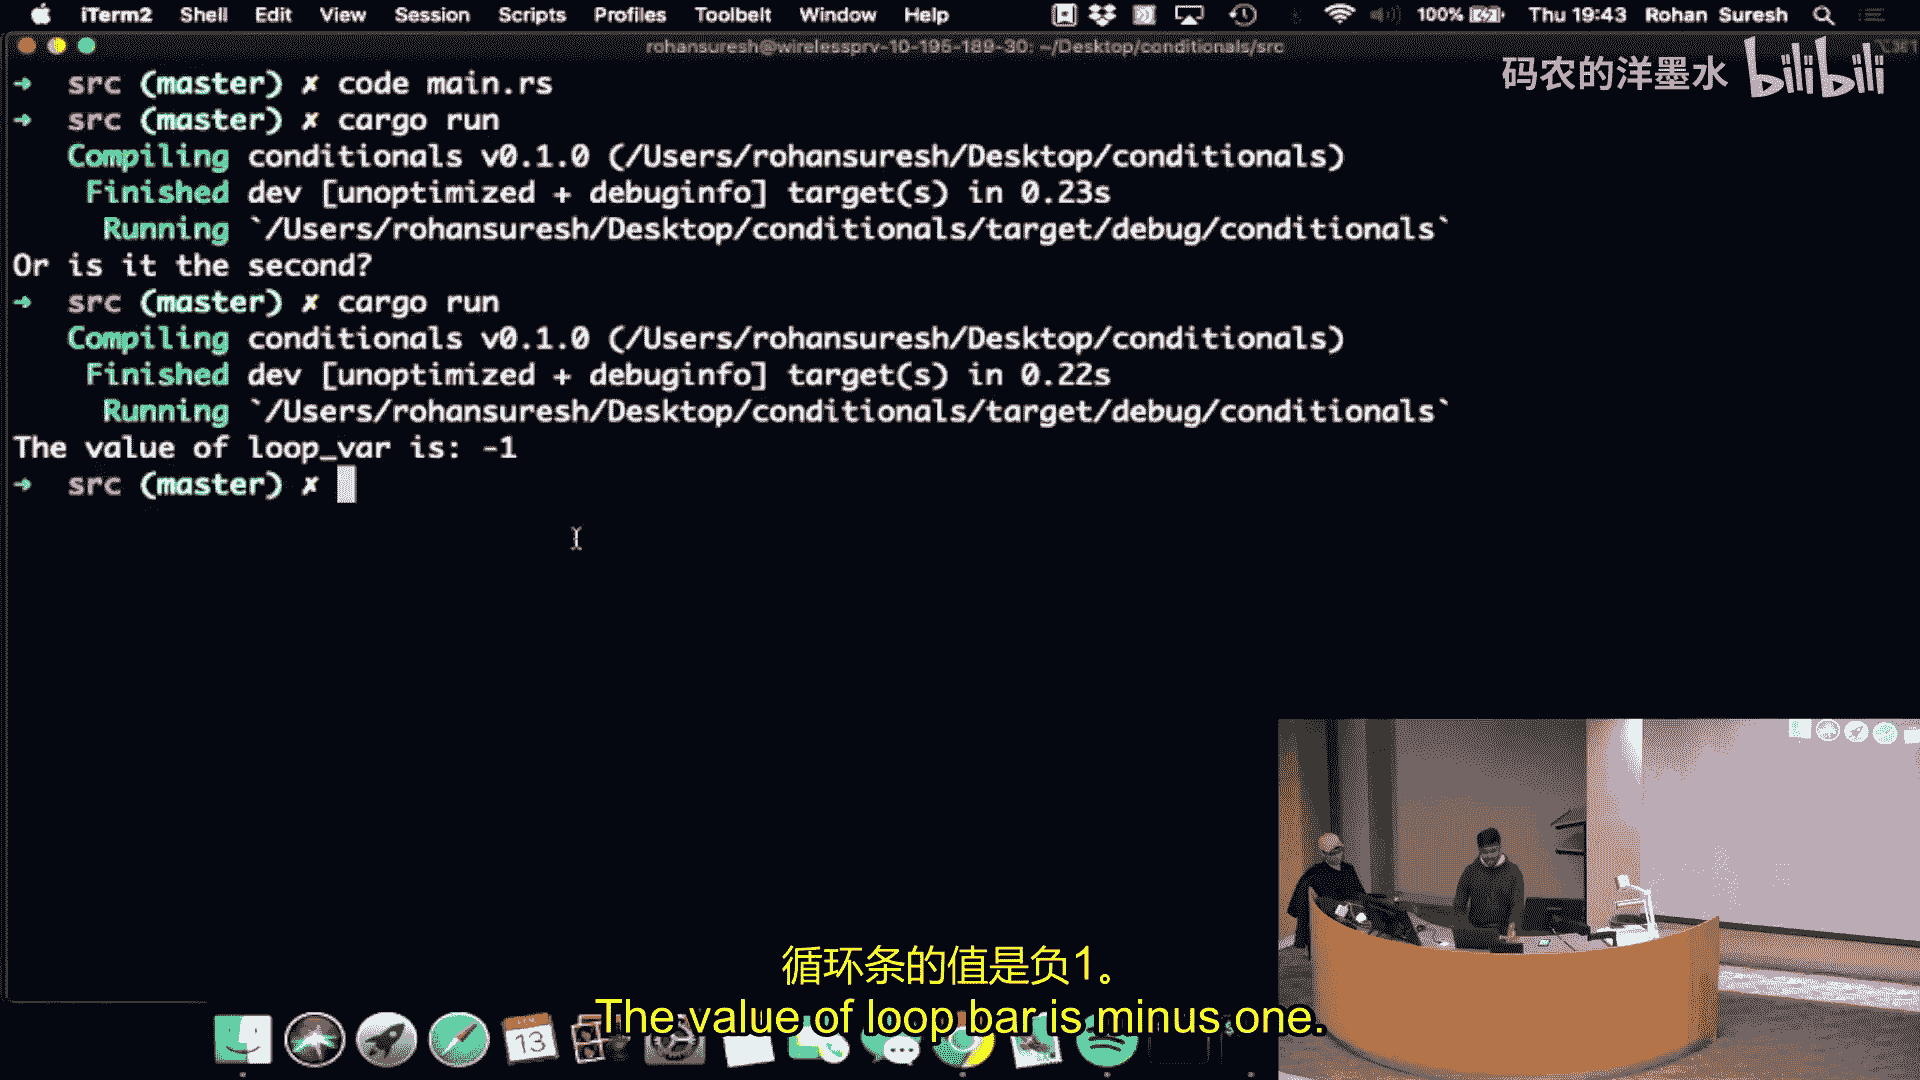 iTerm2 Shell Edit View Session Scripts Profiles Toolbelt Window Help 100% Thu 19:43 Rohan Suresh
rohansuresh@wirelessprv-10-195-189-30: ~/Desktop/conditionals/src
码农的洋墨水 bilibili
➜ src (master) ✗ code main.rs
➜ src (master) ✗ cargo run
Compiling conditionals v0.1.0 (/Users/rohansuresh/Desktop/conditionals)
Finished dev [unoptimized + debuginfo] target(s) in 0.23s
Running `/Users/rohansuresh/Desktop/conditionals/target/debug/conditionals`
Or is it the second?
➜ src (master) ✗ cargo run
Compiling conditionals v0.1.0 (/Users/rohansuresh/Desktop/conditionals)
Finished dev [unoptimized + debuginfo] target(s) in 0.22s
Running `/Users/rohansuresh/Desktop/conditionals/target/debug/conditionals`
The value of loop_var is: -1
➜ src (master) ✗
循环条的值是负1。
The value of loop bar is minus one.
13